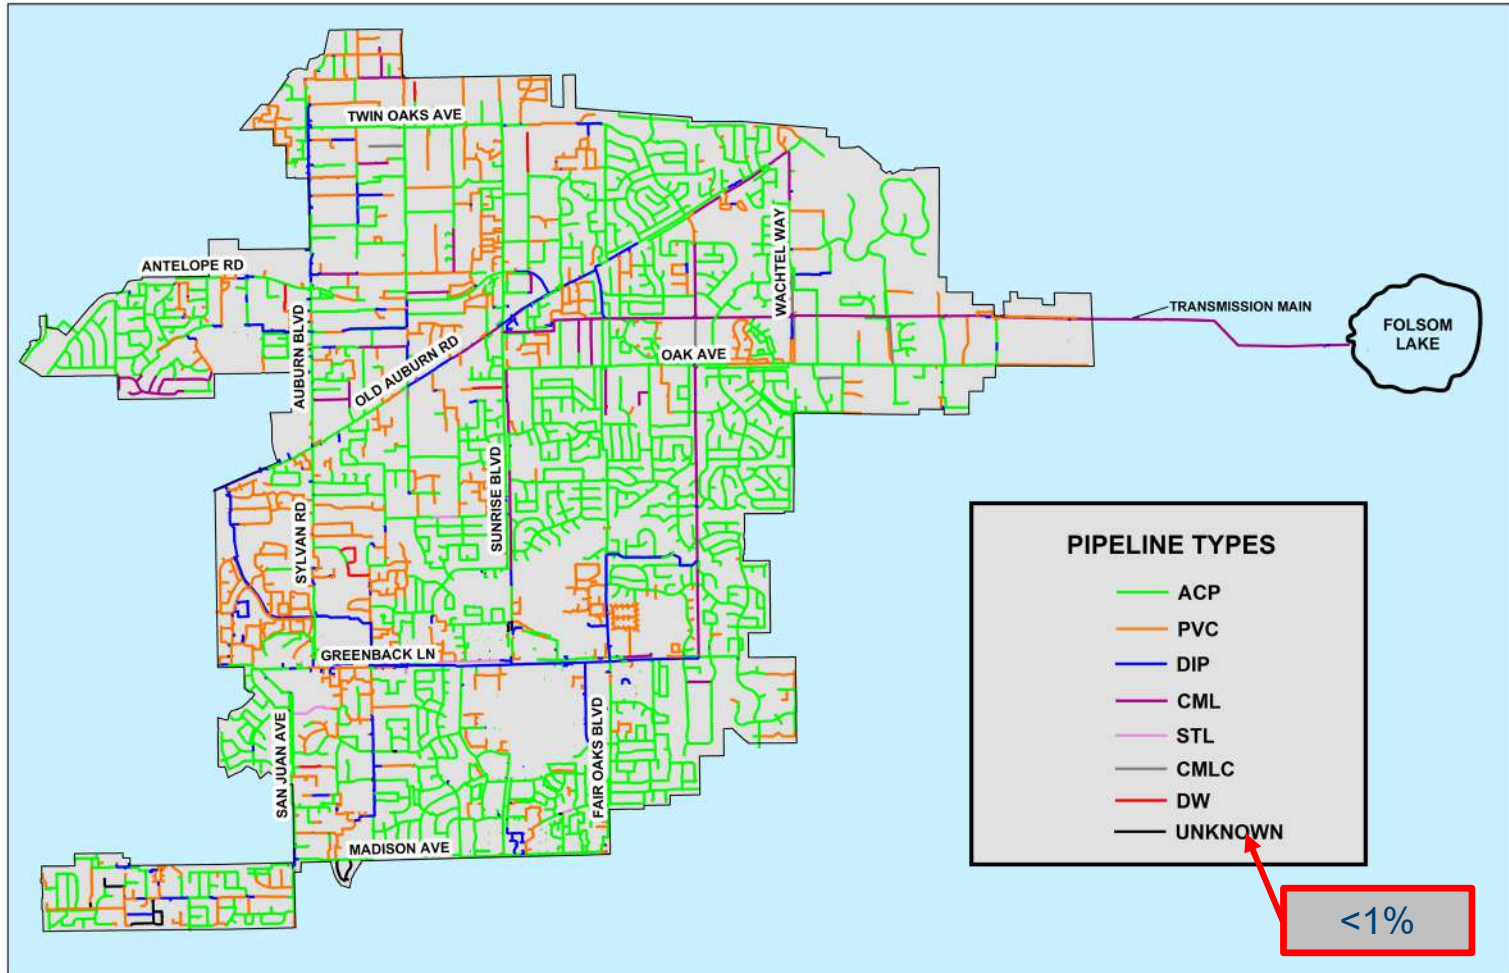 TWIN OAKS AVE
ANTELOPE RD
WACHTEL WAY
TRANSMISSION MAIN
FOLSOM
LAKE
AUBURN BLVD
OLD AUBURN RD
OAK AVE
SUNRISE BLVD
SYLVAN RD
GREENBACK LN
SAN JUAN AVE
FAIR OAKS BLVD
MADISON AVE
PIPELINE TYPES
ACP
PVC
DIP
CML
STL
CMLC
DW
UNKNOWN
<1%